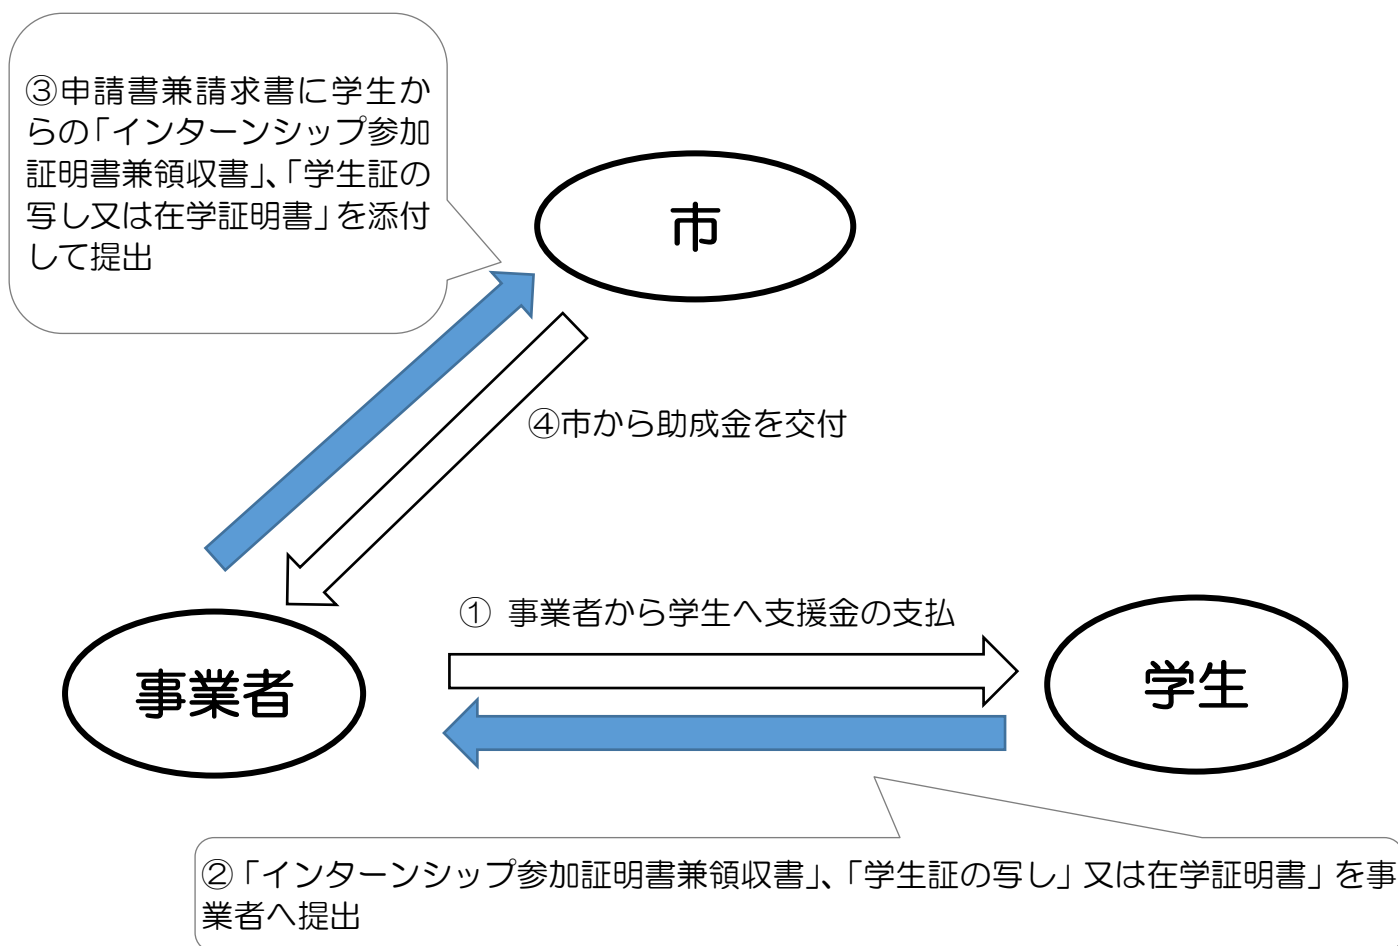 ③申請書兼請求書に学生か
らの「インターンシップ参加
証明書兼領収書」、「学生証の
写し又は在学証明書」を添付
して提出
市
④市から助成金を交付
① 事業者から学生へ支援金の支払
事業者
学生
②「インターンシップ参加証明書兼領収書」、「学生証の写し」又は在学証明書」を事
業者へ提出